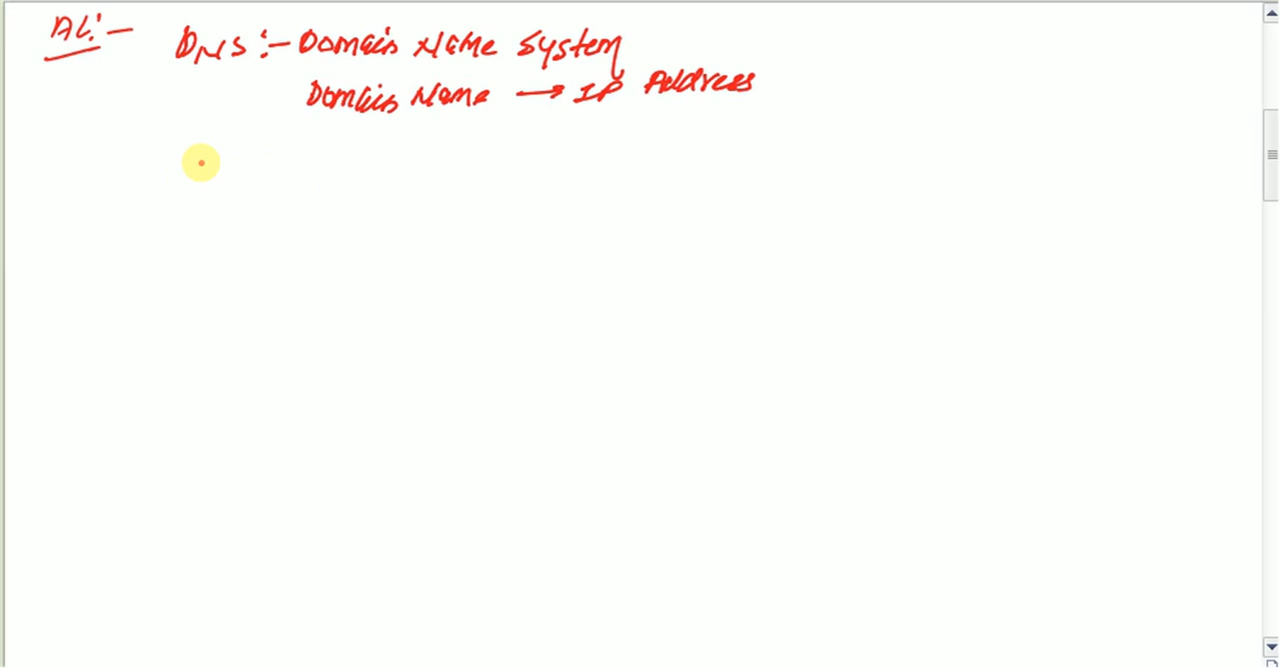 AL:- DNS :- Domain Name System
Domain Name → IP Address